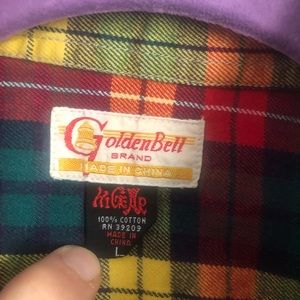 GoldenBell
BRAND
MADE IN CHINA
100% COTTON
RN 39209
MADE IN
CHINA
L